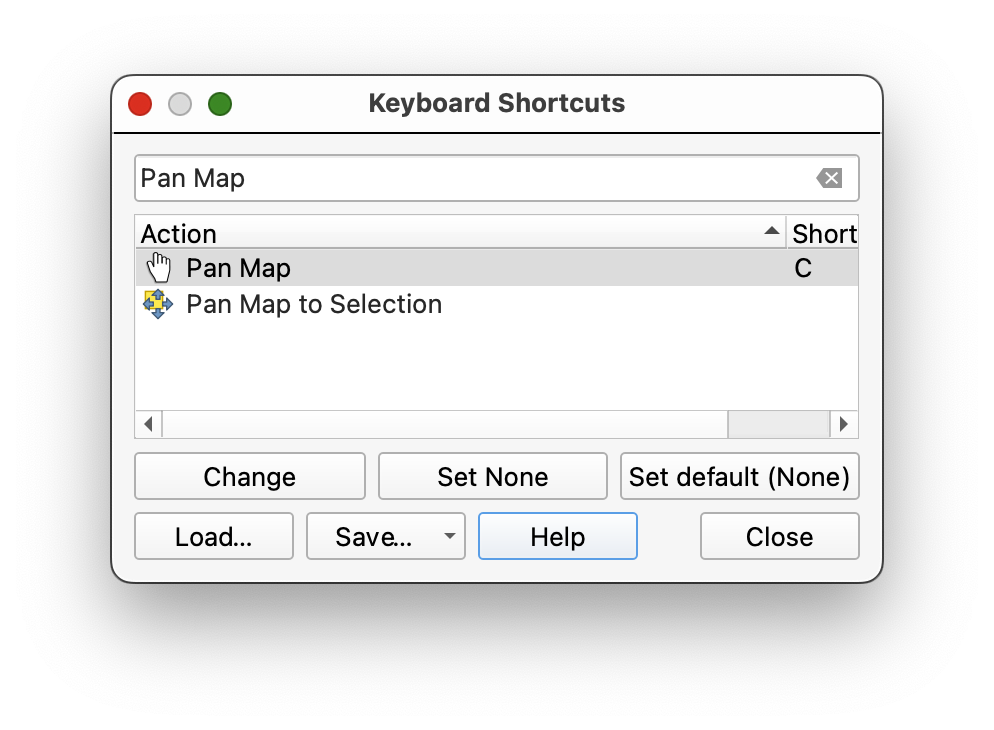 Keyboard Shortcuts
Pan Map
Action Short
Pan Map C
Pan Map to Selection
Change Set None Set default (None)
Load... Save... Help Close